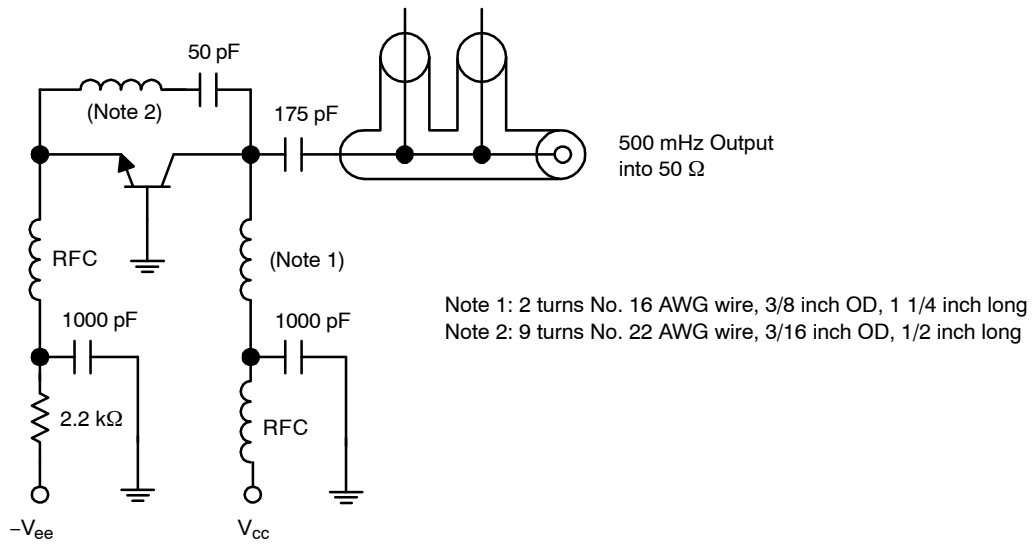 50 pF
(Note 2)
175 pF
500 mHz Output
into 50 Ω
RFC
(Note 1)
Note 1: 2 turns No. 16 AWG wire, 3/8 inch OD, 1 1/4 inch long
Note 2: 9 turns No. 22 AWG wire, 3/16 inch OD, 1/2 inch long
1000 pF
1000 pF
2.2 kΩ
RFC
−Vee
Vcc